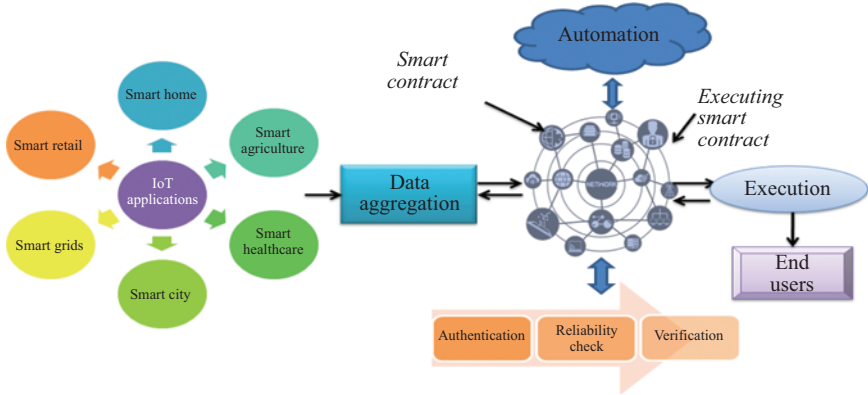 Smart home
Smart
agriculture
Smart
healthcare
Smart city
Smart grids
Smart retail
IoT
applications
Data
aggregation
Smart
contract
Automation
Executing
smart
contract
NETWORK
Execution
End
users
Authentication
Reliability
check
Verification